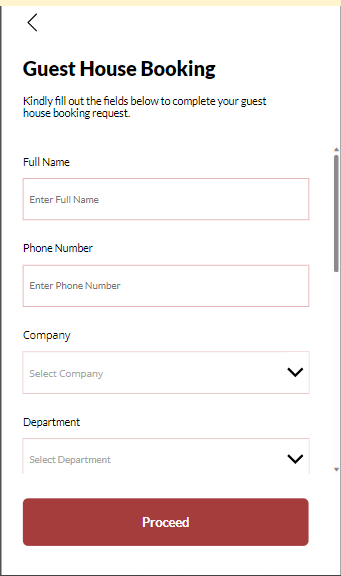 Guest House Booking
Kindly fill out the fields below to complete your guest
house booking request.
Full Name
Enter Full Name
Phone Number
Enter Phone Number
Company
Select Company
Department
Select Department
Proceed